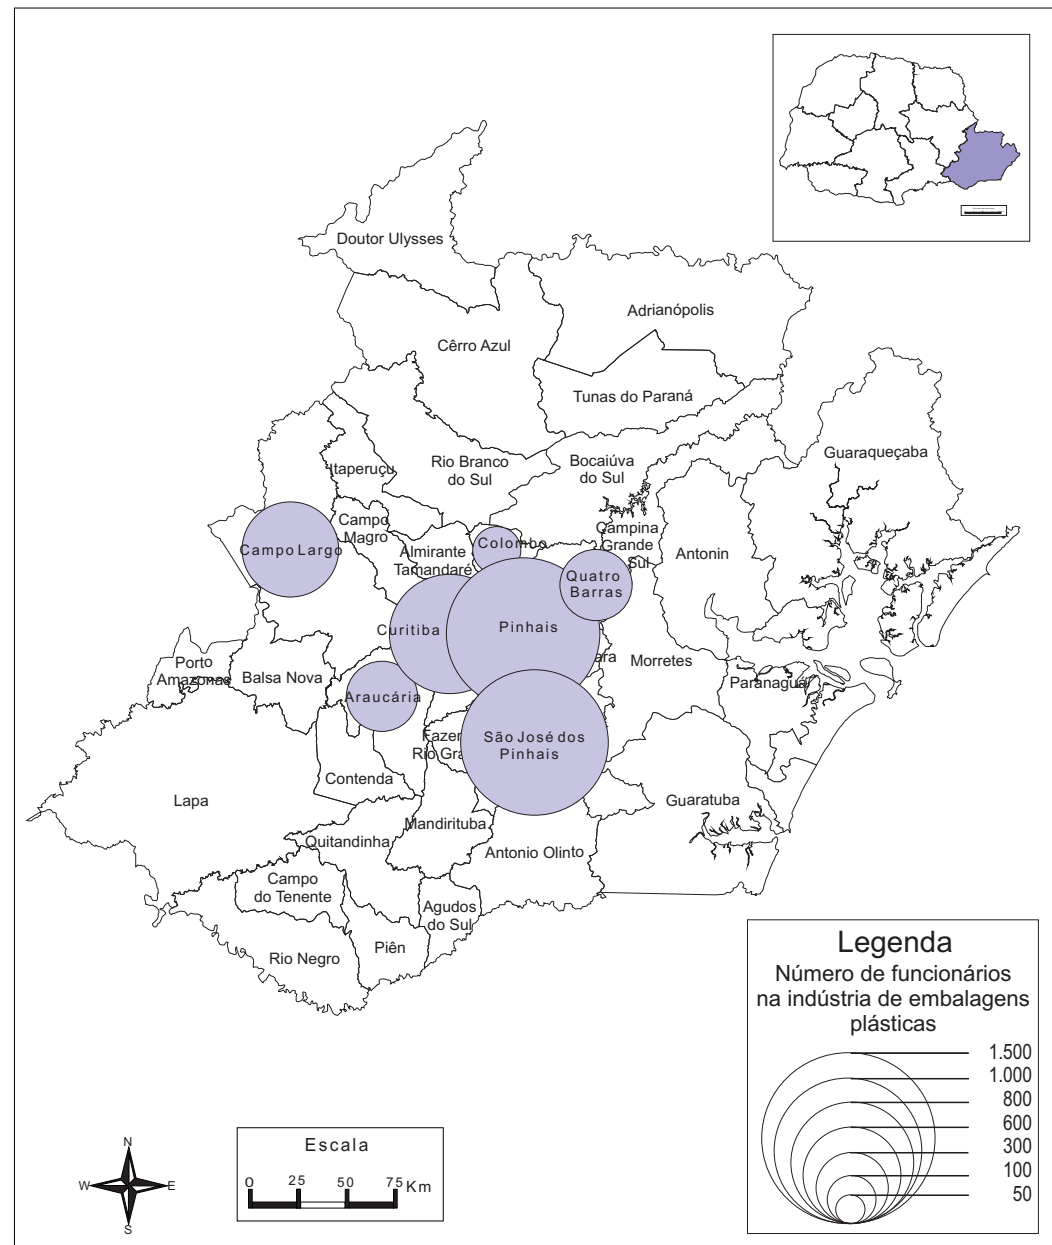 Doutor Ulysses
Adrianópolis
Cêrro Azul
Tunas do Paraná
Guaraqueçaba
Itaperuçu
Rio Branco
do Sul
Bocaiúva
do Sul
Campo
Magro
Campina
Grande
Sul
Campo Largo
Almirante
Tamandaré
Colombo
Antonin
Quatro
Barras
Curitiba
Pinhais
ara
Morretes
Porto
Amazonas
Balsa Nova
Araucária
Paranaguá
Fazen
Rio Gra
São José dos
Pinhais
Contenda
Lapa
Guaratuba
Mandirituba
Quitandinha
Antonio Olinto
Campo
do Tenente
Agudos
do Sul
Piên
Rio Negro
Legenda
Número de funcionários
na indústria de embalagens
plásticas
1.500
1.000
800
600
300
100
50
N
W E
S
Escala
0 25 50 75 Km